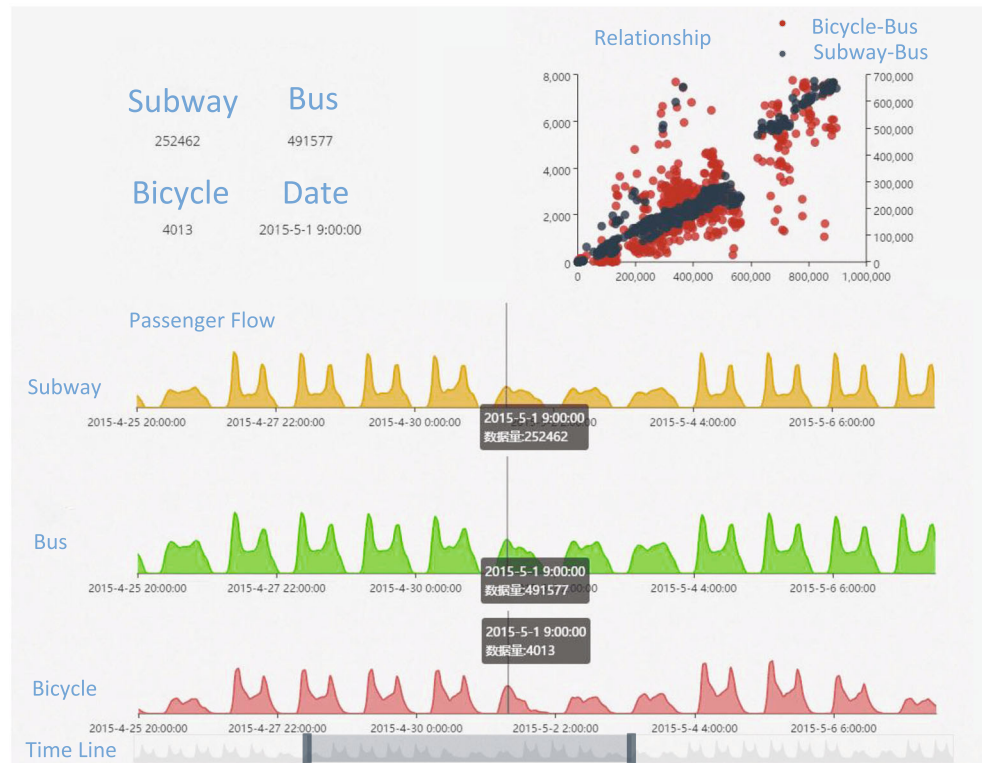 Relationship
Bicycle-Bus
Subway-Bus
Subway
Bus
252462
491577
Bicycle
Date
4013
2015-5-1 9:00:00
8,000
6,000
4,000
2,000
0
700,000
600,000
500,000
400,000
300,000
200,000
100,000
0
0
200,000
400,000
600,000
800,000
1,000,000
Passenger Flow
Subway
2015-4-25 20:00:00
2015-4-27 22:00:00
2015-4-30 0:00:00
2015-5-4 4:00:00
2015-5-6 6:00:00
2015-5-1 9:00:00
数据量:252462
Bus
2015-4-25 20:00:00
2015-4-27 22:00:00
2015-4-30 0:00:00
2015-5-4 4:00:00
2015-5-6 6:00:00
2015-5-1 9:00:00
数据量:491577
2015-5-1 9:00:00
数据量:4013
Bicycle
2015-4-25 20:00:00
2015-4-27 22:00:00
2015-4-30 0:00:00
2015-5-2 2:00:00
2015-5-4 4:00:00
2015-5-6 6:00:00
Time Line